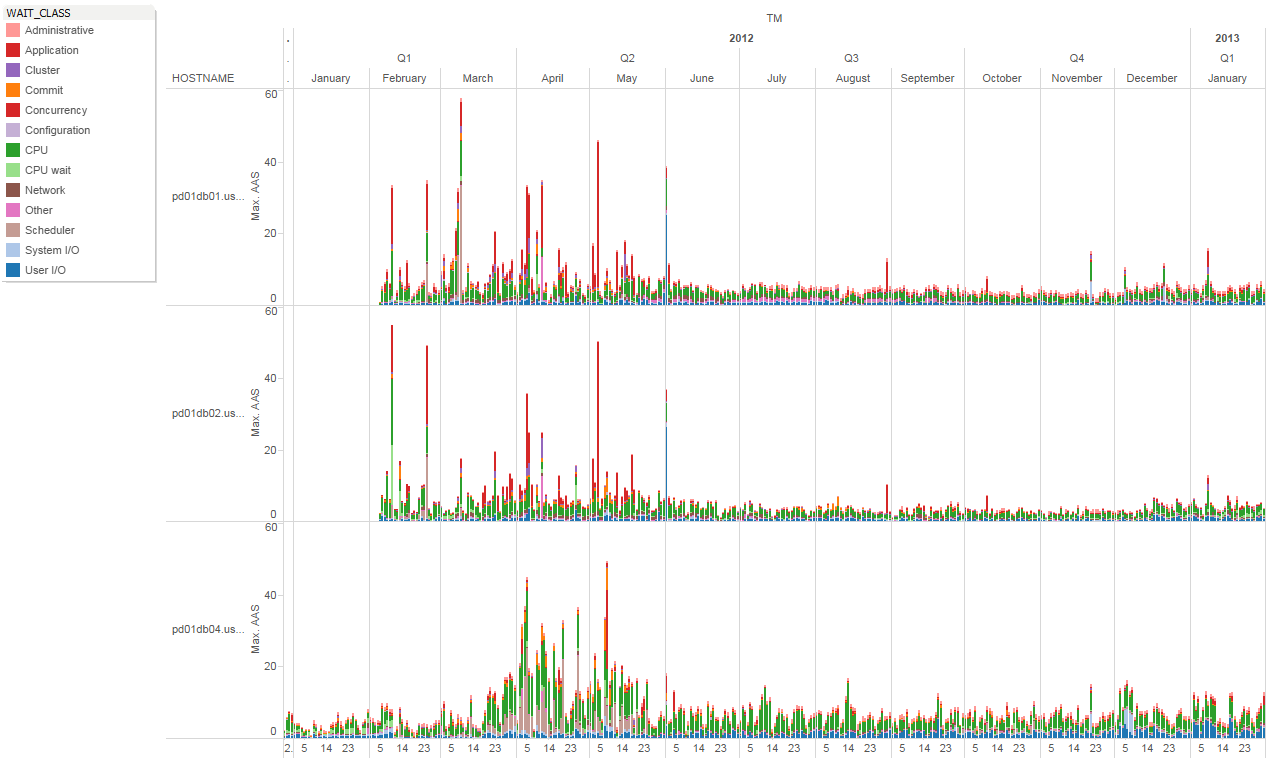 WAIT_CLASS
Administrative
Application
Cluster
Commit
Concurrency
Configuration
CPU
CPU wait
Network
Other
Scheduler
System I/O
User I/O
TM
. 2012 2013
. Q1 Q2 Q3 Q4 Q1
HOSTNAME . January February March April May June July August September October November December January
pd01db01.us... Max. AAS 60 40 20 0
pd01db02.us... Max. AAS 60 40 20 0
pd01db04.us... Max. AAS 60 40 20 0
2. 5 14 23 5 14 23 5 14 23 5 14 23 5 14 23 5 14 23 5 14 23 5 14 23 5 14 23 5 14 23 5 14 23 5 14 23 5 14 23